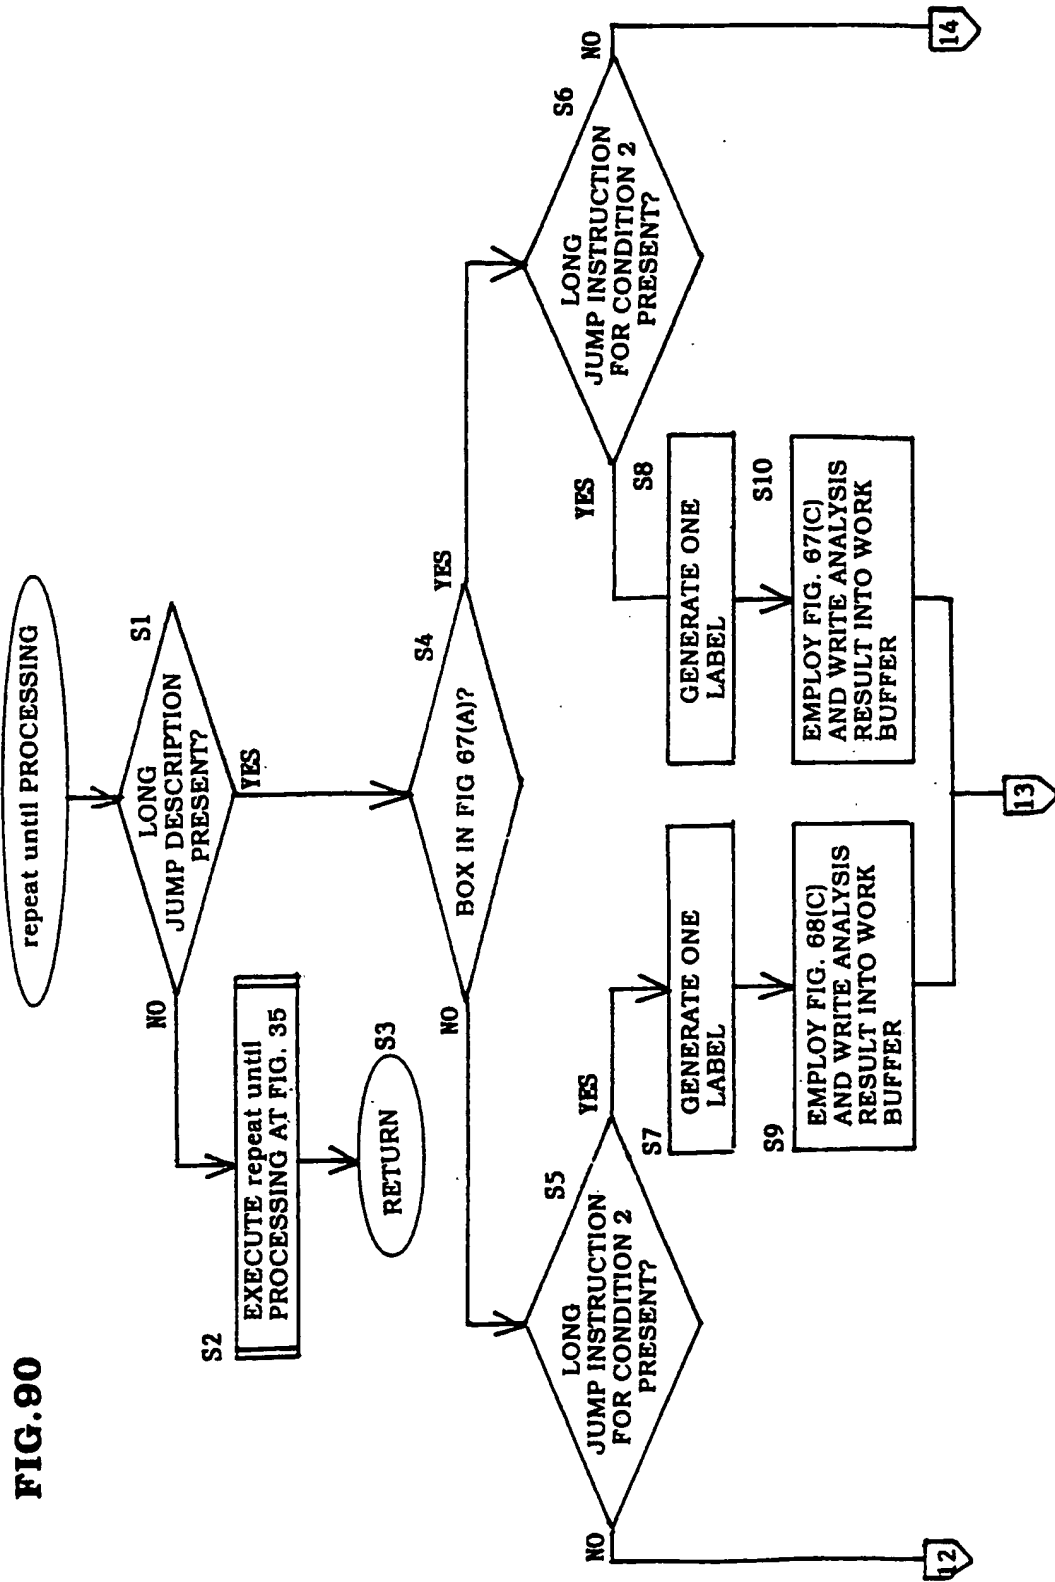 FIG.90
repeat until PROCESSING
S1
LONG
JUMP DESCRIPTION
PRESENT?
NO
YES
S2
EXECUTE repeat until
PROCESSING AT FIG. 35
RETURN
S3
S4
BOX IN FIG 67(A)?
NO
YES
S5
LONG
JUMP INSTRUCTION
FOR CONDITION 2
PRESENT?
NO
YES
S6
LONG
JUMP INSTRUCTION
FOR CONDITION 2
PRESENT?
YES
NO
S7
GENERATE ONE
LABEL
S8
GENERATE ONE
LABEL
S9
EMPLOY FIG. 68(C)
AND WRITE ANALYSIS
RESULT INTO WORK
BUFFER
S10
EMPLOY FIG. 67(C)
AND WRITE ANALYSIS
RESULT INTO WORK
BUFFER
12
13
14